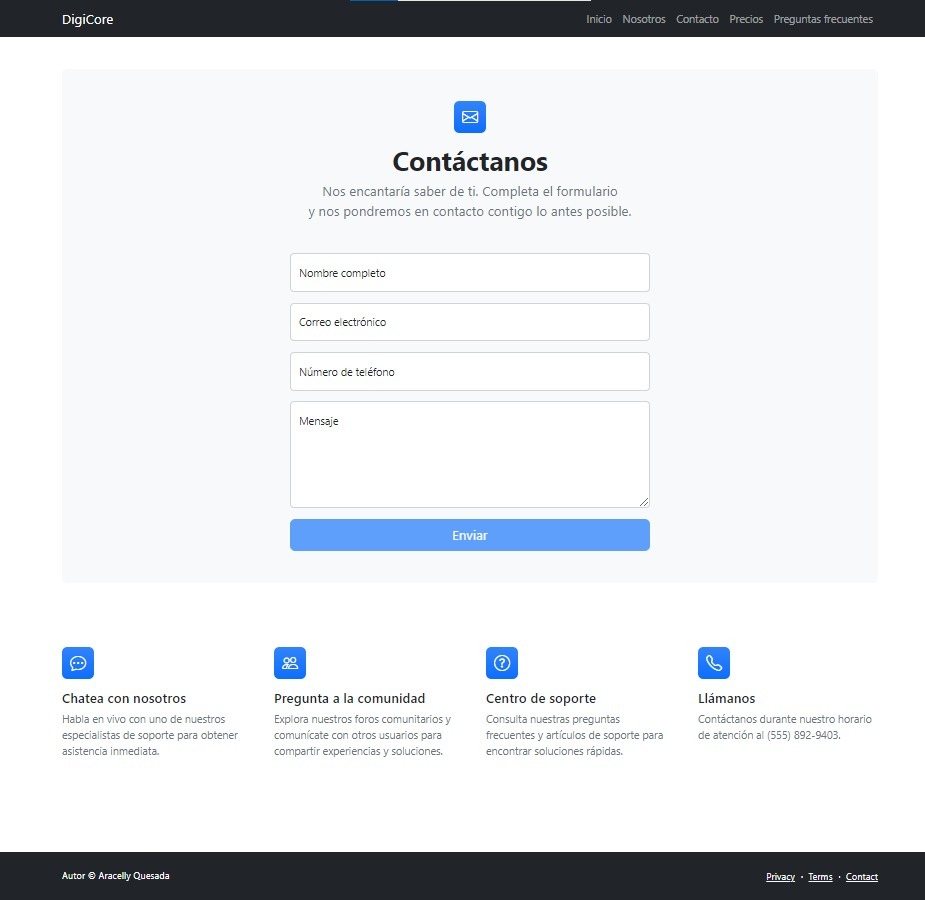 DigiCore
Inicio Nosotros Contacto Precios Preguntas frecuentes
Contáctanos
Nos encantaría saber de ti. Completa el formulario
y nos pondremos en contacto contigo lo antes posible.
Nombre completo
Correo electrónico
Número de teléfono
Mensaje
Enviar
Chatea con nosotros
Habla en vivo con uno de nuestros
especialistas de soporte para obtener
asistencia inmediata.
Pregunta a la comunidad
Explora nuestros foros comunitarios y
comunícate con otros usuarios para
compartir experiencias y soluciones.
Centro de soporte
Consulta nuestras preguntas
frecuentes y artículos de soporte para
encontrar soluciones rápidas.
Llámanos
Contáctanos durante nuestro horario
de atención al (555) 892-9403.
Autor © Aracelly Quesada
Privacy · Terms · Contact